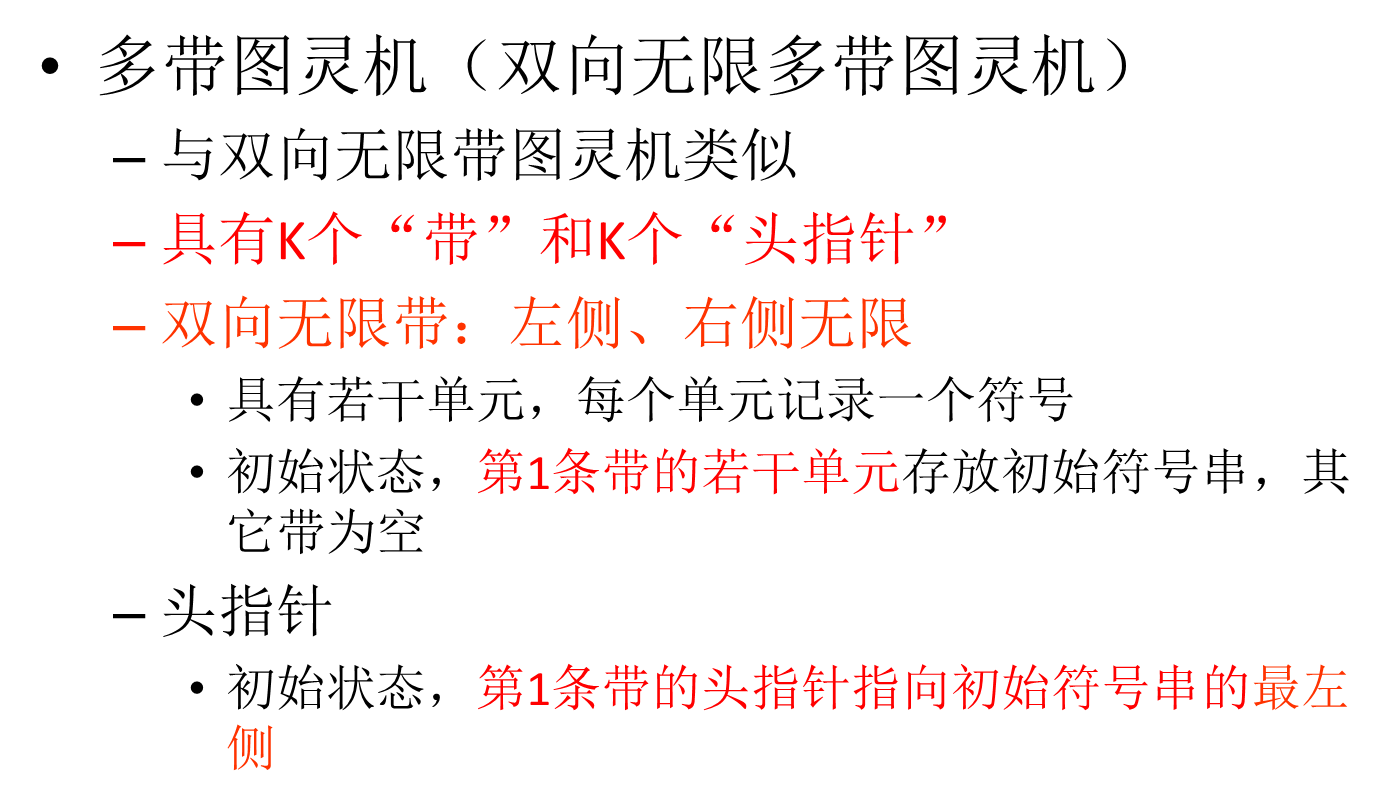 • 多带图灵机（双向无限多带图灵机）
– 与双向无限带图灵机类似
– 具有K个“带”和K个“头指针”
– 双向无限带：左侧、右侧无限
• 具有若干单元，每个单元记录一个符号
• 初始状态，第1条带的若干单元存放初始符号串，其
它带为空
– 头指针
• 初始状态，第1条带的头指针指向初始符号串的最左
侧